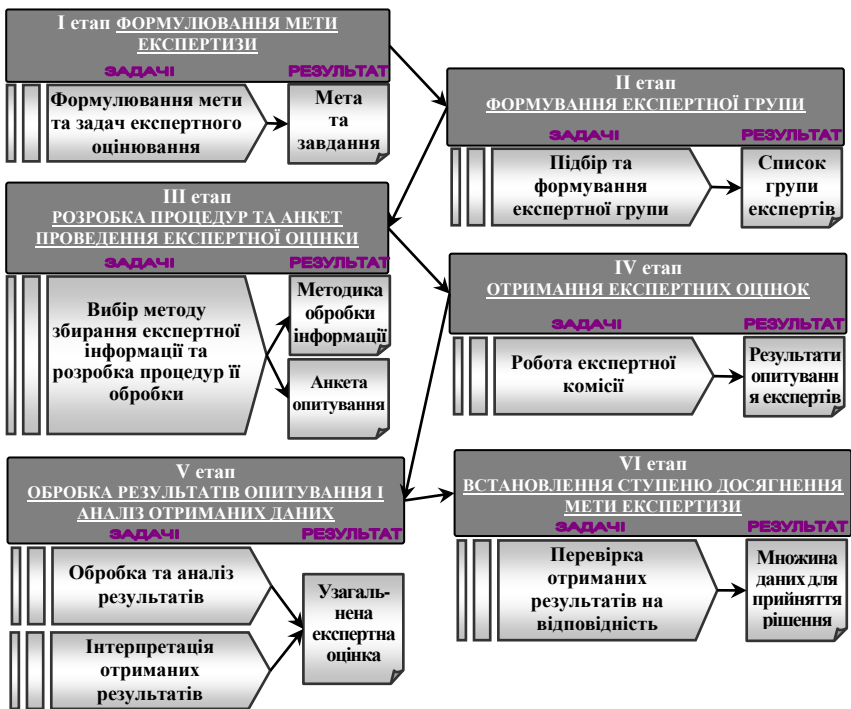 І етап ФОРМУЛЮВАННЯ МЕТИ
ЕКСПЕРТИЗИ
ЗАДАЧІ РЕЗУЛЬТАТ
Формулювання мети
та задач експертного
оцінювання
Мета
та
завдання
ІІ етап
ФОРМУВАННЯ ЕКСПЕРТНОЇ ГРУПИ
ЗАДАЧІ РЕЗУЛЬТАТ
Підбір та
формування
експертної групи
Список
групи
експертів
ІІІ етап
РОЗРОБКА ПРОЦЕДУР ТА АНКЕТ
ПРОВЕДЕННЯ ЕКСПЕРТНОЇ ОЦІНКИ
ЗАДАЧІ РЕЗУЛЬТАТ
Вибір методу
збирання експертної
інформації та
розробка процедур її
обробки
Методика
обробки
інформації
Анкета
опитування
IV етап
ОТРИМАННЯ ЕКСПЕРТНИХ ОЦІНОК
ЗАДАЧІ РЕЗУЛЬТАТ
Робота експертної
комісії
Результати
опитуванн
я експертів
V етап
ОБРОБКА РЕЗУЛЬТАТІВ ОПИТУВАННЯ І
АНАЛІЗ ОТРИМАНИХ ДАНИХ
ЗАДАЧІ РЕЗУЛЬТАТ
Обробка та аналіз
результатів
Інтерпретація
отриманих
результатів
Узагаль-
нена
експертна
оцінка
VI етап
ВСТАНОВЛЕННЯ СТУПЕНЮ ДОСЯГНЕННЯ
МЕТИ ЕКСПЕРТИЗИ
ЗАДАЧІ РЕЗУЛЬТАТ
Перевірка
отриманих
результатів на
відповідність
Множина
даних для
прийняття
рішення